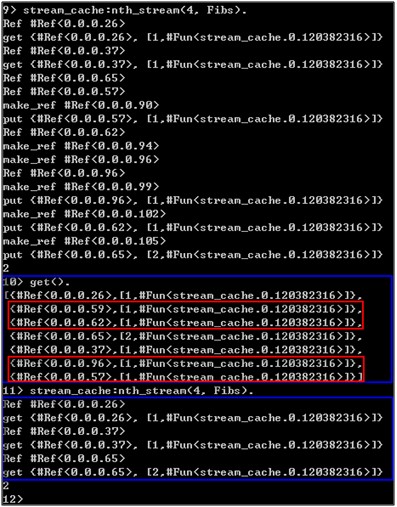 9> stream_cache:nth_stream(4, Fibs).
Ref #Ref<0.0.0.26>
get {#Ref<0.0.0.26>, [1,#Fun<stream_cache.0.120382316>]}
Ref #Ref<0.0.0.37>
get {#Ref<0.0.0.37>, [1,#Fun<stream_cache.0.120382316>]}
Ref #Ref<0.0.0.65>
Ref #Ref<0.0.0.57>
make_ref #Ref<0.0.0.90>
put {#Ref<0.0.0.57>, [1,#Fun<stream_cache.0.120382316>]}
Ref #Ref<0.0.0.62>
make_ref #Ref<0.0.0.94>
make_ref #Ref<0.0.0.96>
Ref #Ref<0.0.0.96>
make_ref #Ref<0.0.0.99>
put {#Ref<0.0.0.96>, [1,#Fun<stream_cache.0.120382316>]}
make_ref #Ref<0.0.0.102>
put {#Ref<0.0.0.62>, [1,#Fun<stream_cache.0.120382316>]}
make_ref #Ref<0.0.0.105>
put {#Ref<0.0.0.65>, [2,#Fun<stream_cache.0.120382316>]}
2
10> get().
[{#Ref<0.0.0.26>,[1,#Fun<stream_cache.0.120382316>]},
{#Ref<0.0.0.59>,[1,#Fun<stream_cache.0.120382316>]},
{#Ref<0.0.0.62>,[1,#Fun<stream_cache.0.120382316>]},
{#Ref<0.0.0.65>,[2,#Fun<stream_cache.0.120382316>]},
{#Ref<0.0.0.37>,[1,#Fun<stream_cache.0.120382316>]},
{#Ref<0.0.0.96>,[1,#Fun<stream_cache.0.120382316>]},
{#Ref<0.0.0.57>,[1,#Fun<stream_cache.0.120382316>]}]
11> stream_cache:nth_stream(4, Fibs).
Ref #Ref<0.0.0.26>
get {#Ref<0.0.0.26>, [1,#Fun<stream_cache.0.120382316>]}
Ref #Ref<0.0.0.37>
get {#Ref<0.0.0.37>, [1,#Fun<stream_cache.0.120382316>]}
Ref #Ref<0.0.0.65>
get {#Ref<0.0.0.65>, [2,#Fun<stream_cache.0.120382316>]}
2
12>